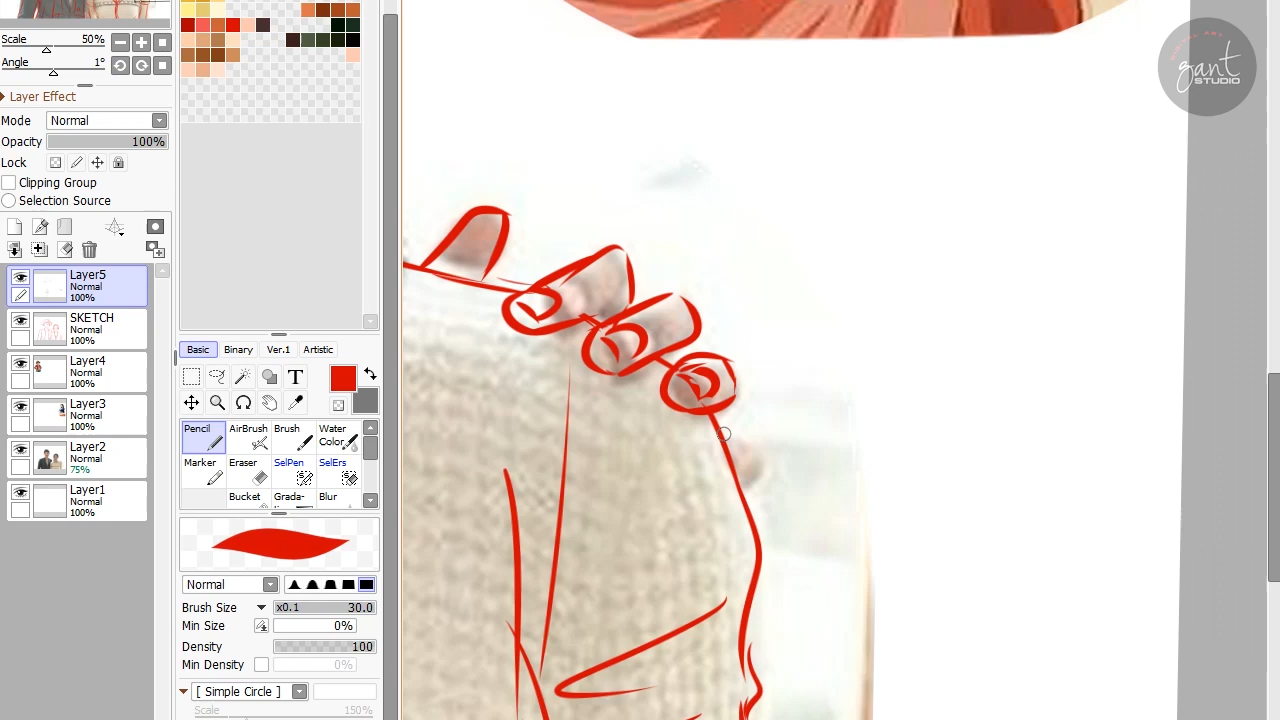 Scale 50%
Angle 1°
Layer Effect
Mode Normal
Opacity 100%
Lock
Clipping Group
Selection Source
Layer5
Normal
100%
SKETCH
Normal
100%
Layer4
Normal
100%
Layer3
Normal
100%
Layer2
Normal
75%
Layer1
Normal
100%
Basic Binary Ver.1 Artistic
T
Pencil AirBrush Brush Water Color
Marker Eraser SelPen SelErs
Bucket Grada- Blur
Normal
Brush Size x0.1 30.0
Min Size 0%
Density 100
Min Density 0%
[ Simple Circle ]
Scale 150%
DIGITAL ART
gant
STUDIO